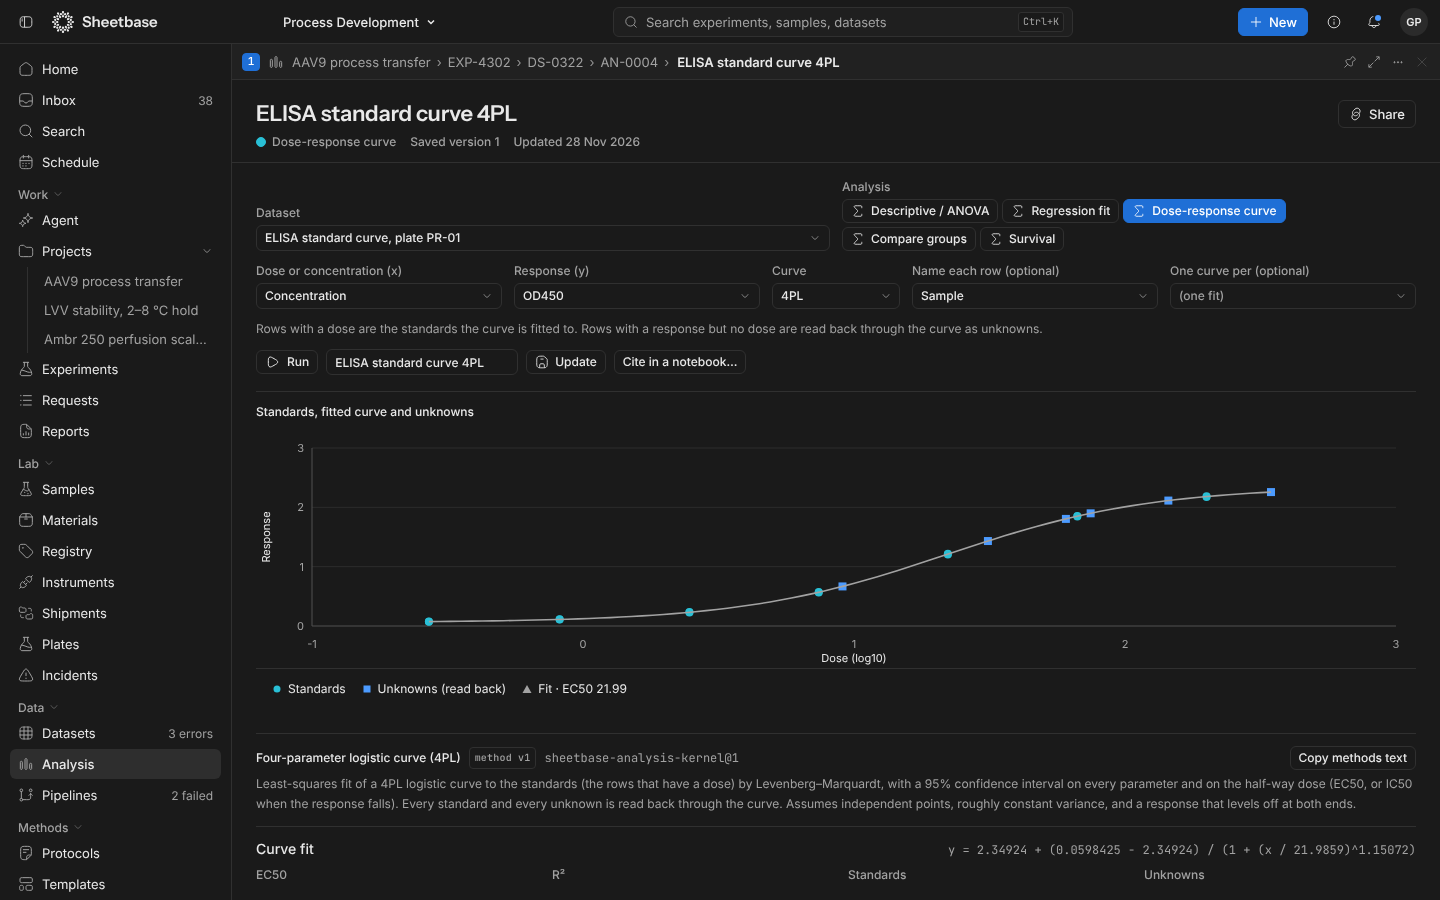 Sheetbase
Process Development
Search experiments, samples, datasets
Ctrl+K
New
GP
Home
Inbox 38
Search
Schedule
Work
Agent
Projects
AAV9 process transfer
LVV stability, 2–8 °C hold
Ambr 250 perfusion scal...
Experiments
Requests
Reports
Lab
Samples
Materials
Registry
Instruments
Shipments
Plates
Incidents
Data
Datasets 3 errors
Analysis
Pipelines 2 failed
Methods
Protocols
Templates
1 AAV9 process transfer › EXP-4302 › DS-0322 › AN-0004 › ELISA standard curve 4PL
ELISA standard curve 4PL
Share
Dose-response curve Saved version 1 Updated 28 Nov 2026
Dataset
ELISA standard curve, plate PR-01
Analysis
Descriptive / ANOVA Regression fit Dose-response curve
Compare groups Survival
Dose or concentration (x) Response (y) Curve Name each row (optional) One curve per (optional)
Concentration OD450 4PL Sample (one fit)
Rows with a dose are the standards the curve is fitted to. Rows with a response but no dose are read back through the curve as unknowns.
Run ELISA standard curve 4PL Update Cite in a notebook...
Standards, fitted curve and unknowns
3
2
1
0
Response
-1 0 1 2 3
Dose (log10)
Standards Unknowns (read back) Fit · EC50 21.99
Four-parameter logistic curve (4PL) method v1 sheetbase-analysis-kernel@1 Copy methods text
Least-squares fit of a 4PL logistic curve to the standards (the rows that have a dose) by Levenberg–Marquardt, with a 95% confidence interval on every parameter and on the half-way dose (EC50, or IC50
when the response falls). Every standard and every unknown is read back through the curve. Assumes independent points, roughly constant variance, and a response that levels off at both ends.
Curve fit y = 2.34924 + (0.0598425 - 2.34924) / (1 + (x / 21.9859)^1.15072)
EC50 R² Standards Unknowns